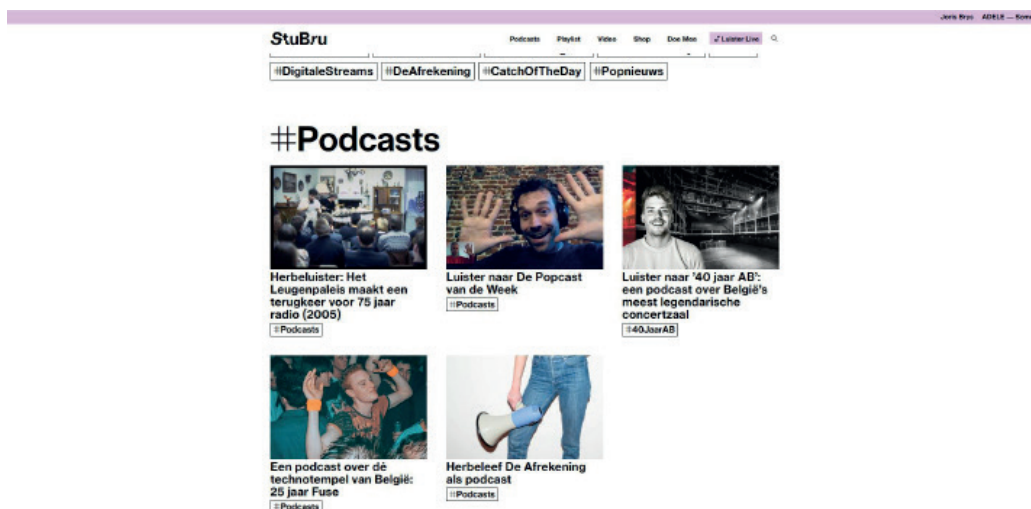 Joris Brys ADELE —
StuBru
Podcasts Playlist Video Shop Doe Mee Luister Live
#DigitaleStreams #DeAfrekening #CatchOfTheDay #Popnieuws
#Podcasts
Herbeluister: Het
Leugenpaleis maakt een
terugkeer voor 75 jaar
radio (2005)
#Podcasts
Luister naar De Popcast
van de Week
#Podcasts
Luister naar '40 jaar AB':
een podcast over België's
meest legendarische
concertzaal
#40JaarAB
Een podcast over dé
technotempel van België:
25 jaar Fuse
#Podcasts
Herbeleef De Afrekening
als podcast
#Podcasts